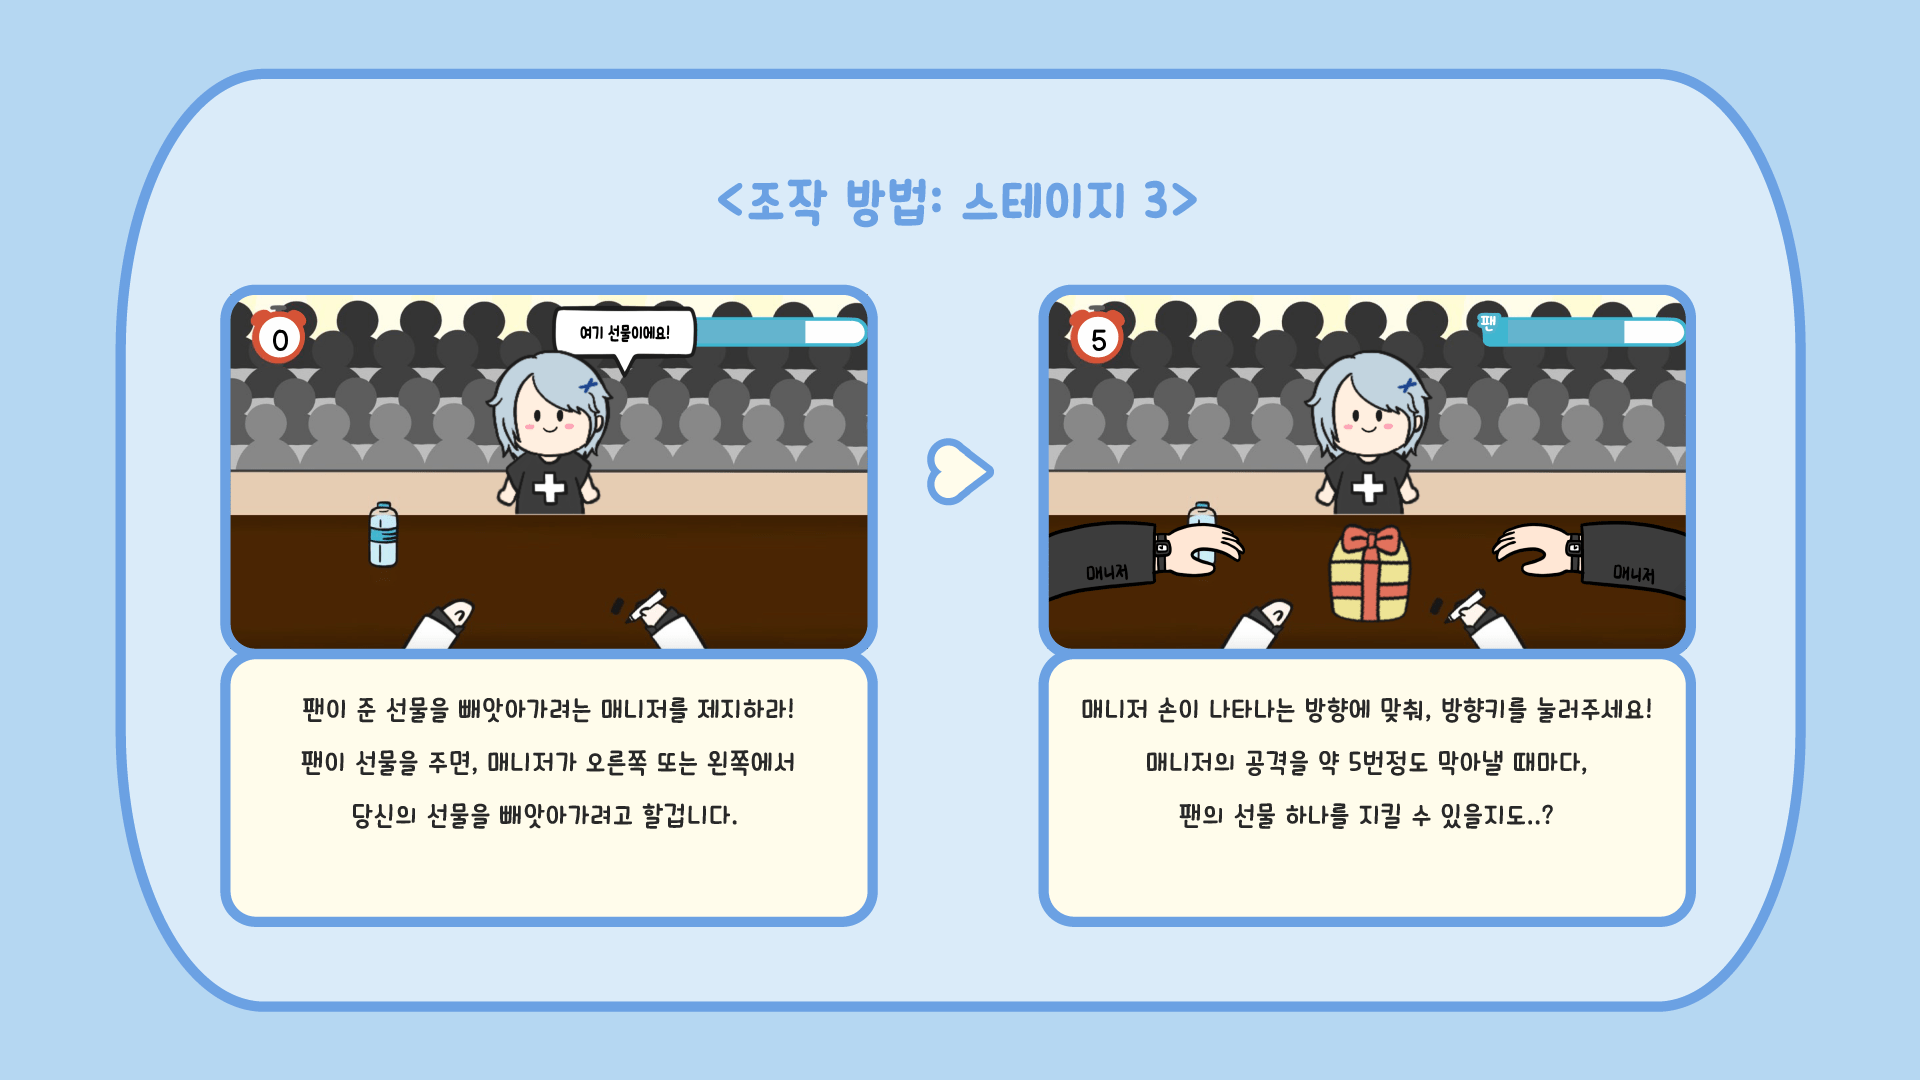 <조작 방법: 스테이지 3>
0
여기 선물이에요!
팬이 준 선물을 빼앗아가려는 매니저를 제지하라!
팬이 선물을 주면, 매니저가 오른쪽 또는 왼쪽에서
당신의 선물을 빼앗아가려고 할겁니다.
5
팬
매니저
매니저
매니저 손이 나타나는 방향에 맞춰, 방향키를 눌러주세요!
매니저의 공격을 약 5번정도 막아낼 때마다,
팬의 선물 하나를 지킬 수 있을지도..?